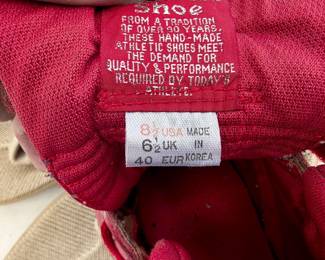 Shoe
FROM A TRADITION
OF OVER 90 YEARS,
THESE HAND-MADE
ATHLETIC SHOES MEET
THE DEMAND FOR
QUALITY & PERFORMANCE
REQUIRED BY TODAY'S
ATHLETE.
8½ USA MADE
6½ UK IN
40 EUR KOREA